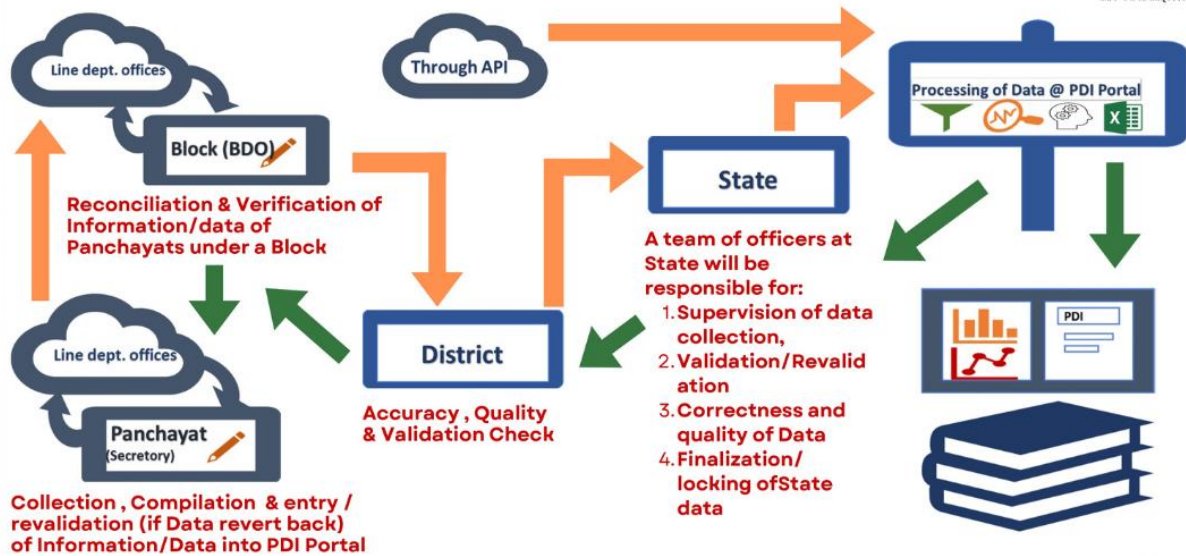 Line dept. offices
Block (BDO)
Reconciliation & Verification of
Information/data of
Panchayats under a Block
Line dept. offices
Panchayat
(Secretory)
Collection , Compilation & entry /
revalidation (if Data revert back)
of Information/Data into PDI Portal
Through API
District
Accuracy , Quality
& Validation Check
State
A team of officers at
State will be
responsible for:
1. Supervision of data
collection,
2. Validation/Revalid
ation
3. Correctness and
quality of Data
4. Finalization/
locking ofState
data
Processing of Data @ PDI Portal
X
PDI